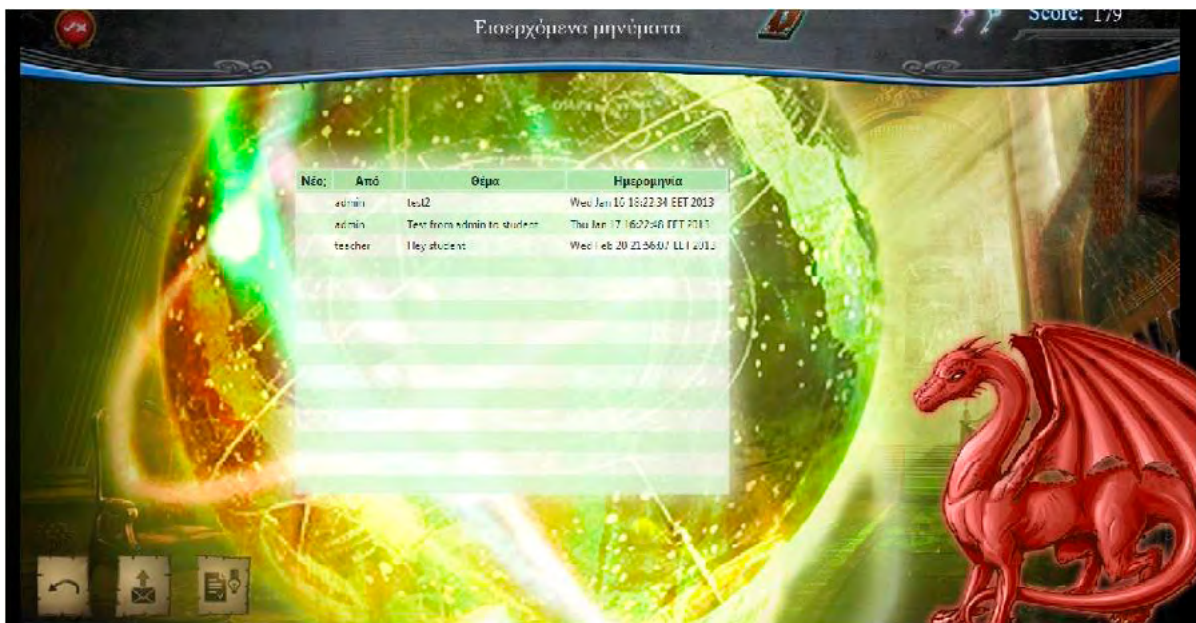 Εισερχόμενα μηνύματα
Score: 179
Νέο; Από Θέμα Ημερομηνία
admin test2 Wed Jan 16 18:22:34 EET 2013
admin Test from admin to student Thu Jan 17 16:22:48 EET 2013
teacher Hey student Wed Feb 20 21:56:07 EET 2013